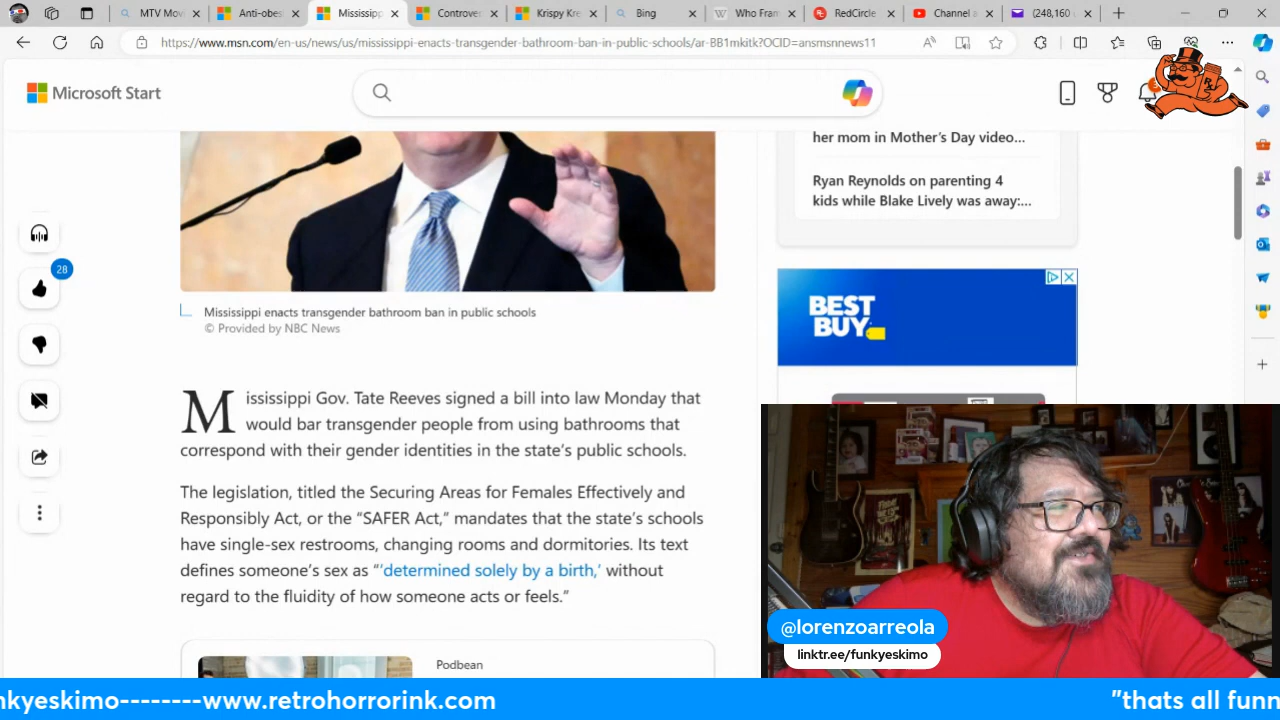 MTV Mov
Anti-obes
Mississip
Controve
Krispy Kre
Bing
Who Fram
RedCircle
Channel a
(248,160
https://www.msn.com/en-us/news/us/mississippi-enacts-transgender-bathroom-ban-in-public-schools/ar-BB1mkitk?OCID=ansmsnnews11
Microsoft Start
her mom in Mother's Day video...
Ryan Reynolds on parenting 4
kids while Blake Lively was away:...
28
BEST
BUY
Mississippi enacts transgender bathroom ban in public schools
© Provided by NBC News
Mississippi Gov. Tate Reeves signed a bill into law Monday that
would bar transgender people from using bathrooms that
correspond with their gender identities in the state's public schools.
The legislation, titled the Securing Areas for Females Effectively and
Responsibly Act, or the “SAFER Act,” mandates that the state's schools
have single-sex restrooms, changing rooms and dormitories. Its text
defines someone's sex as “‘determined solely by a birth,’ without
regard to the fluidity of how someone acts or feels.”
Podbean
@lorenzoarreola
linktr.ee/funkyeskimo
nkyeskimo--------www.retrohorrorink.com
"thats all funn